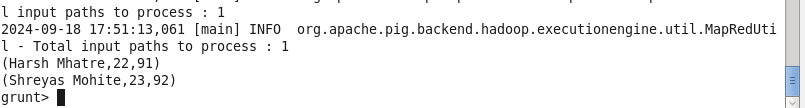 l input paths to process : 1
2024-09-18 17:51:13,061 [main] INFO  org.apache.pig.backend.hadoop.executionengine.util.MapRedUti
l - Total input paths to process : 1
(Harsh Mhatre,22,91)
(Shreyas Mohite,23,92)
grunt>